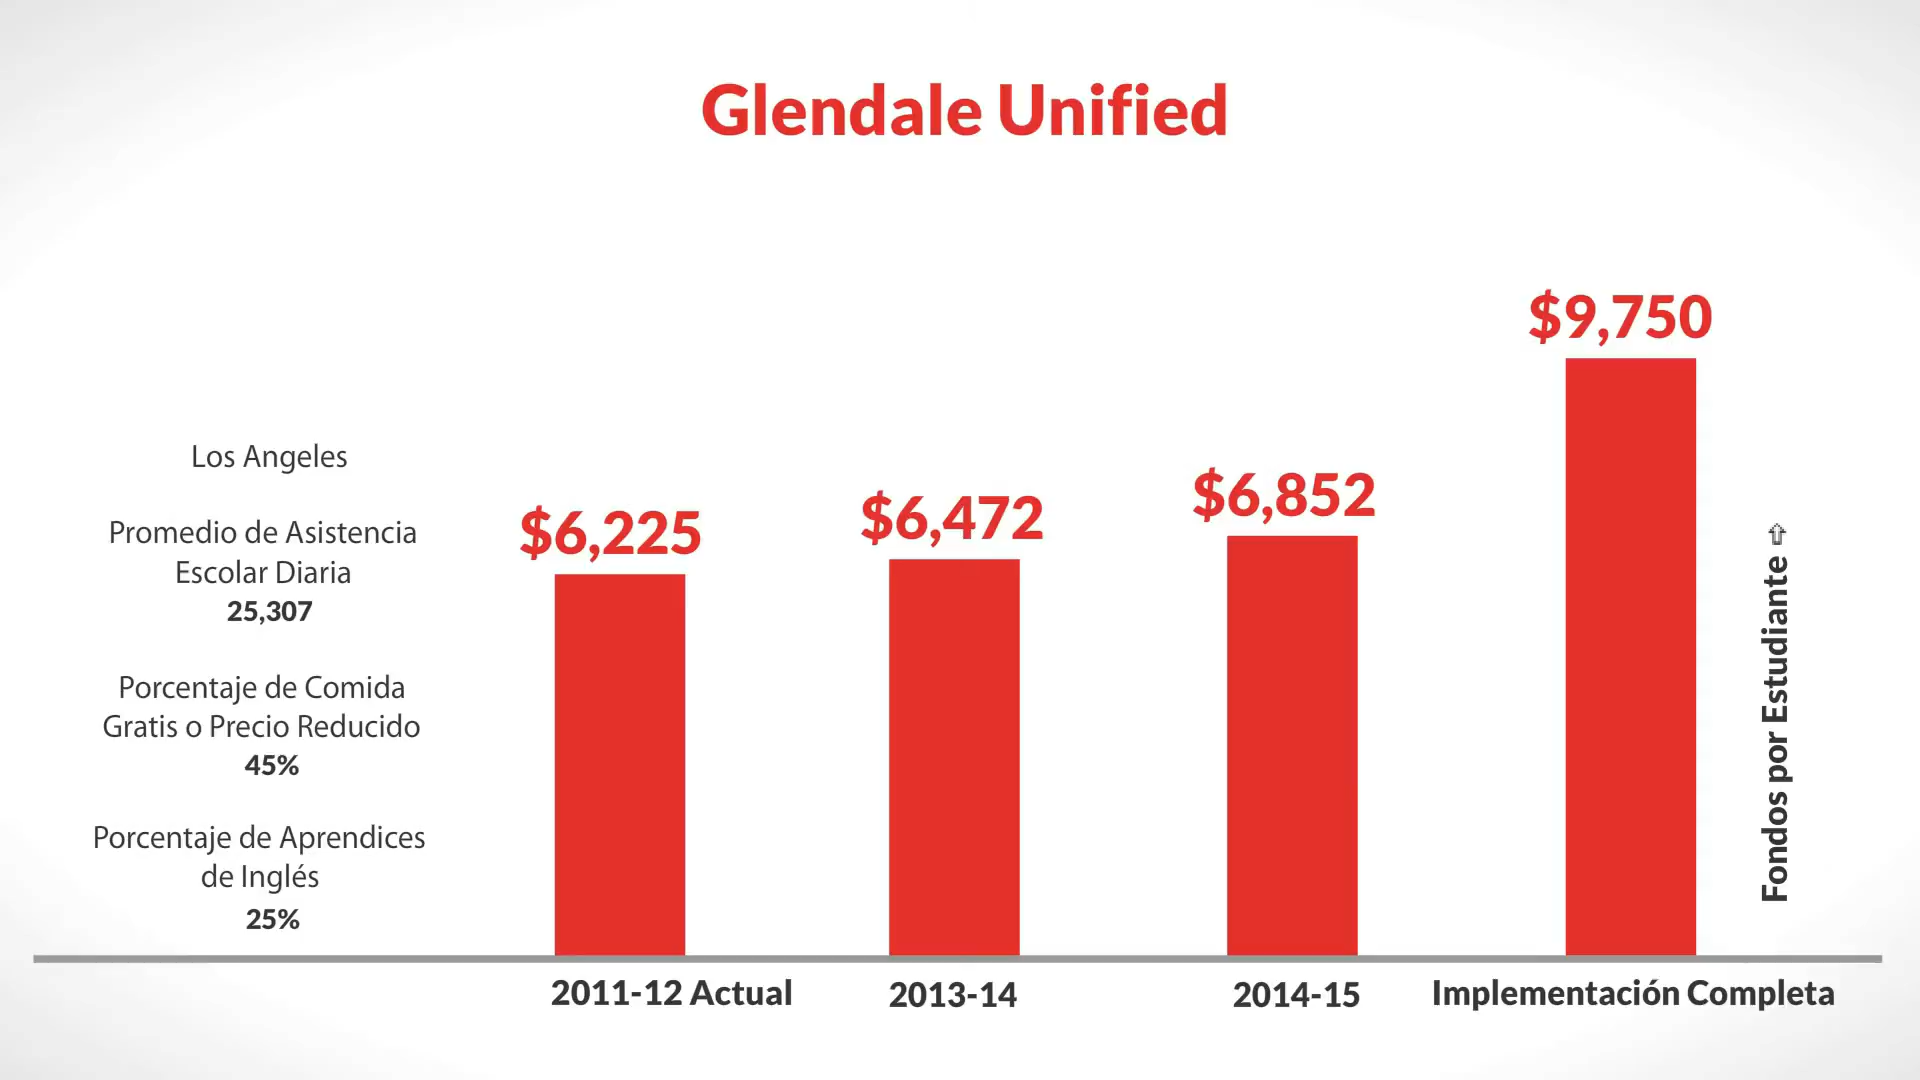 Glendale Unified
Los Angeles
Promedio de Asistencia
Escolar Diaria
25,307
Porcentaje de Comida
Gratis o Precio Reducido
45%
Porcentaje de Aprendices
de Inglés
25%
$6,225
$6,472
$6,852
$9,750
2011-12 Actual
2013-14
2014-15
Implementación Completa
Fondos por Estudiante ⇧